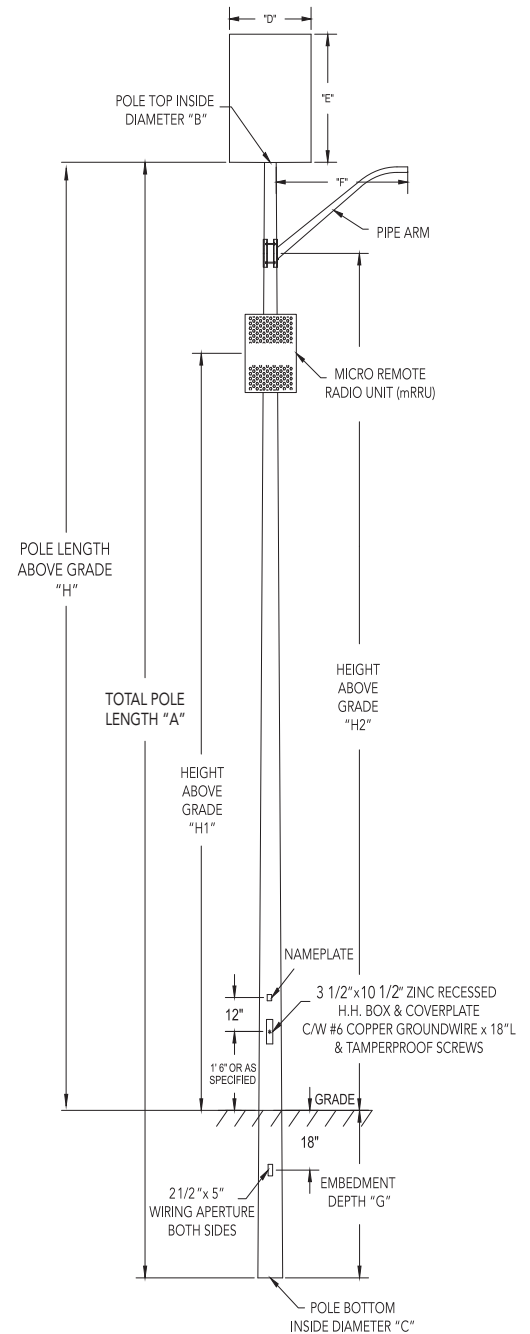 "D"
"E"
POLE TOP INSIDE
DIAMETER "B"
"F"
PIPE ARM
MICRO REMOTE
RADIO UNIT (mRRU)
POLE LENGTH
ABOVE GRADE
"H"
TOTAL POLE
LENGTH "A"
HEIGHT
ABOVE
GRADE
"H2"
HEIGHT
ABOVE
GRADE
"H1"
NAMEPLATE
12"
3 1/2"x10 1/2" ZINC RECESSED
H.H. BOX & COVERPLATE
C/W #6 COPPER GROUNDWIRE x 18"L
& TAMPERPROOF SCREWS
1' 6" OR AS
SPECIFIED
GRADE
18"
2 1/2"x 5"
WIRING APERTURE
BOTH SIDES
EMBEDMENT
DEPTH "G"
POLE BOTTOM
INSIDE DIAMETER "C"